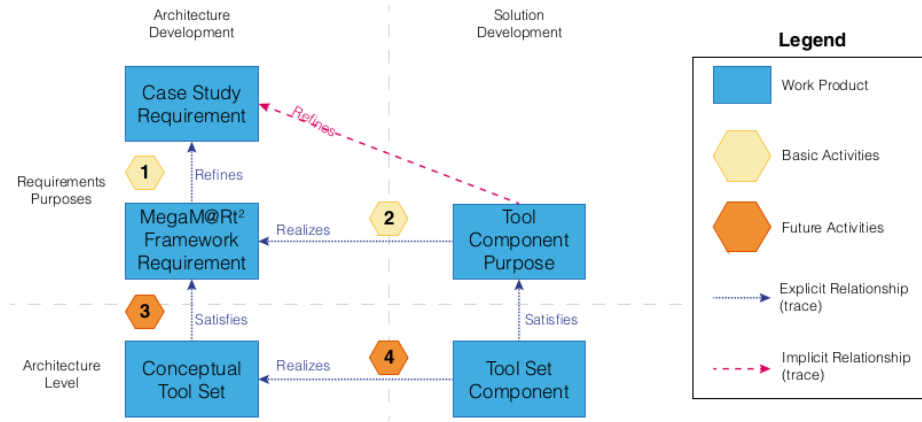 Architecture
Development
Solution
Development
Legend
Case Study
Requirement
Refines
Work Product
1
Refines
Basic Activities
Requirements
Purposes
MegaM@Rt²
Framework
Requirement
Realizes
2
Tool
Component
Purpose
Future Activities
3
Satisfies
Satisfies
Explicit Relationship
(trace)
Architecture
Level
Conceptual
Tool Set
Realizes
4
Tool Set
Component
Implicit Relationship
(trace)